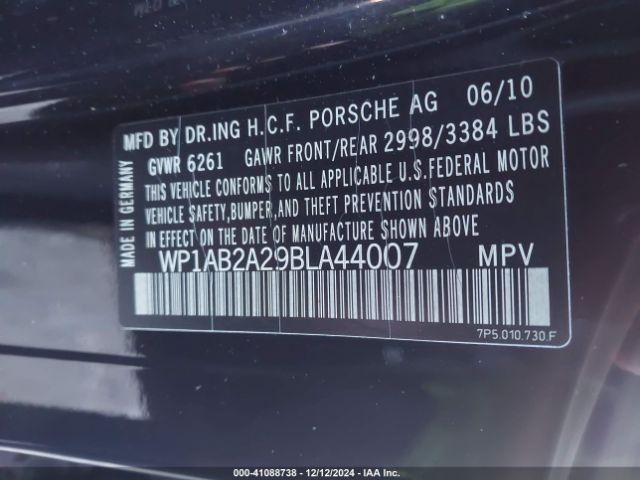 MFD BY DR.ING H.C.F. PORSCHE AG 06/10
GVWR 6261 GAWR FRONT/REAR 2998/3384 LBS
THIS VEHICLE CONFORMS TO ALL APPLICABLE U.S.FEDERAL MOTOR
VEHICLE SAFETY,BUMPER,AND THEFT PREVENTION STANDARDS
IN EFFECT ON THE DATE OF MANUFACTURE SHOWN ABOVE
MADE IN GERMANY
WP1AB2A29BLA44007 MPV
7P5.010.730.F
000-41088738 - 12/12/2024 - IAAI.com